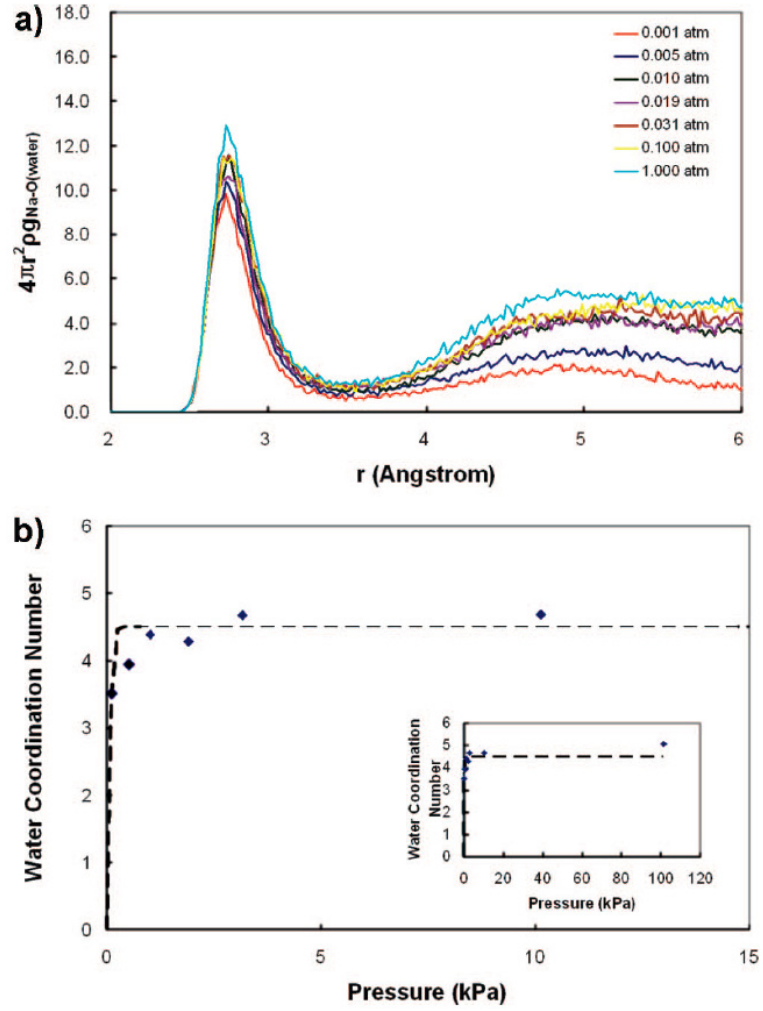 a)
18.0
16.0
14.0
12.0
10.0
8.0
6.0
4.0
2.0
0.0
4πr²ρgNa-O(water)
0.001 atm
0.005 atm
0.010 atm
0.019 atm
0.031 atm
0.100 atm
1.000 atm
2 3 4 5 6
r (Angstrom)
b)
6
5
4
3
2
1
0
Water Coordination Number
0 5 10 15
Pressure (kPa)
Water Coordination
Number
6
5
4
3
2
1
0
0 20 40 60 80 100 120
Pressure (kPa)